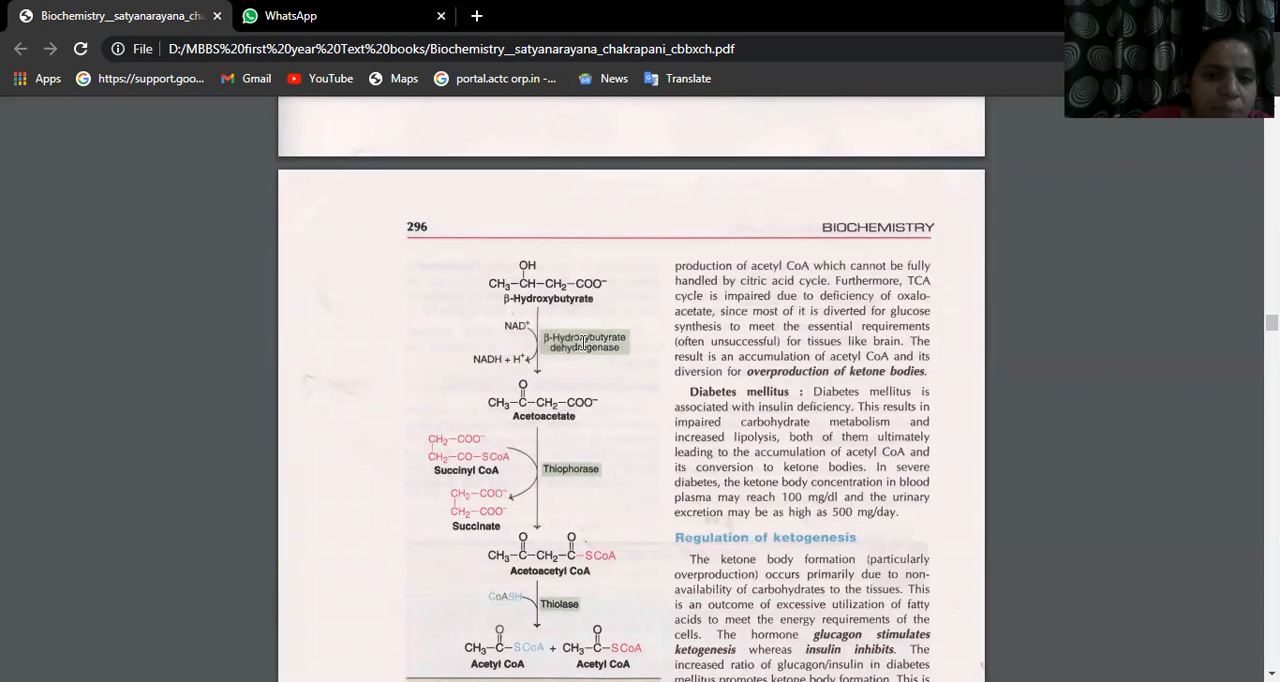 Biochemistry__satyanarayana_cha
WhatsApp
File
D:/MBBS%20first%20year%20Text%20books/Biochemistry_satyanarayana_chakrapani_cbbxch.pdf
Apps
https://support.goo...
Gmail
YouTube
Maps
portal.actc orp.in -...
News
Translate
296
BIOCHEMISTRY
OH
CH₃–CH–CH₂–COO⁻
β-Hydroxybutyrate
NAD⁺
β-Hydroxybutyrate
dehydrogenase
NADH + H⁺
O
CH₃–C–CH₂–COO⁻
Acetoacetate
CH₂–COO⁻
CH₂–CO–SCoA
Succinyl CoA
Thiophorase
CH₂–COO⁻
CH₂–COO⁻
Succinate
O O
CH₃–C–CH₂–C–SCoA
Acetoacetyl CoA
CoASH
Thiolase
O O
CH₃–C–SCoA + CH₃–C–SCoA
Acetyl CoA Acetyl CoA
production of acetyl CoA which cannot be fully
handled by citric acid cycle. Furthermore, TCA
cycle is impaired due to deficiency of oxalo-
acetate, since most of it is diverted for glucose
synthesis to meet the essential requirements
(often unsuccessful) for tissues like brain. The
result is an accumulation of acetyl CoA and its
diversion for overproduction of ketone bodies.
Diabetes mellitus : Diabetes mellitus is
associated with insulin deficiency. This results in
impaired carbohydrate metabolism and
increased lipolysis, both of them ultimately
leading to the accumulation of acetyl CoA and
its conversion to ketone bodies. In severe
diabetes, the ketone body concentration in blood
plasma may reach 100 mg/dl and the urinary
excretion may be as high as 500 mg/day.
Regulation of ketogenesis
The ketone body formation (particularly
overproduction) occurs primarily due to non-
availability of carbohydrates to the tissues. This
is an outcome of excessive utilization of fatty
acids to meet the energy requirements of the
cells. The hormone glucagon stimulates
ketogenesis whereas insulin inhibits. The
increased ratio of glucagon/insulin in diabetes
mellitus promotes ketone body formation. This is